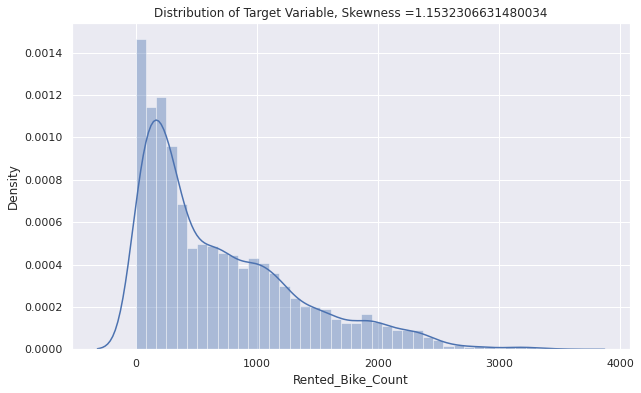 Distribution of Target Variable, Skewness =1.1532306631480034
0.0014
0.0012
0.0010
0.0008
0.0006
0.0004
0.0002
0.0000
Density
0 1000 2000 3000 4000
Rented_Bike_Count